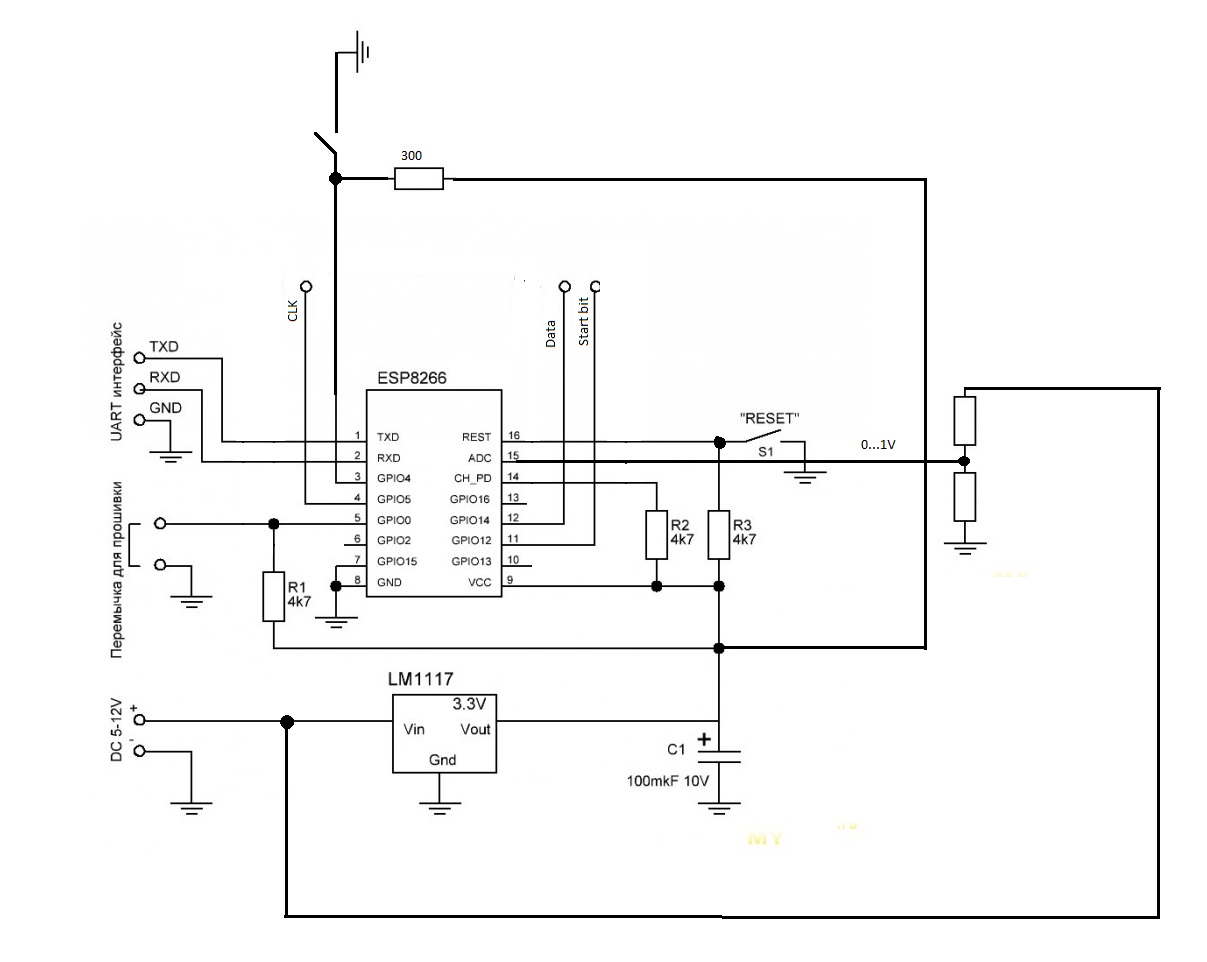 300
CLK
Data
Start bit
UART интерфейс
TXD
RXD
GND
ESP8266
1 TXD
2 RXD
3 GPIO4
4 GPIO5
5 GPIO0
6 GPIO2
7 GPIO15
8 GND
REST 16
ADC 15
CH_PD 14
GPIO16 13
GPIO14 12
GPIO12 11
GPIO13 10
VCC 9
"RESET"
S1
0...1V
R2
4k7
R3
4k7
Перемычка для прошивки
R1
4k7
LM1117
3.3V
Vin
Vout
Gnd
DC 5-12V
+
-
+
C1
100mkF 10V
MY